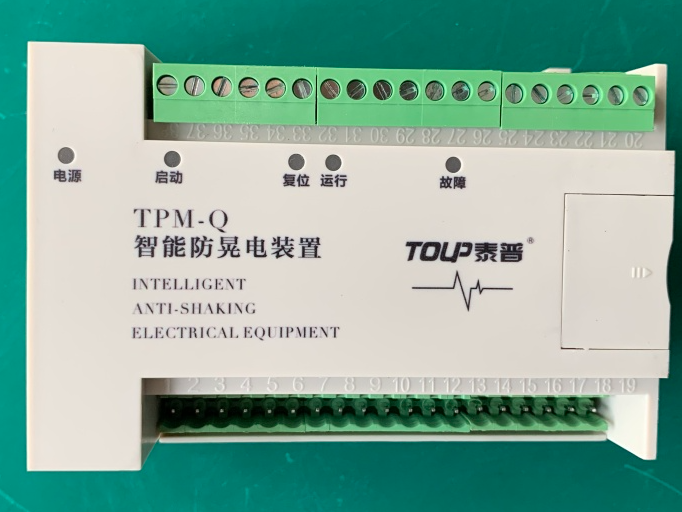 37 36 35 34 33 32 31 30 29 28 27 26 25 24 23 22 21 20
电源 启动 复位 运行 故障
TPM-Q
智能防晃电装置
TOUP泰普®
INTELLIGENT
ANTI-SHAKING
ELECTRICAL EQUIPMENT
2 3 4 5 6 7 8 9 10 11 12 13 14 15 16 17 18 19